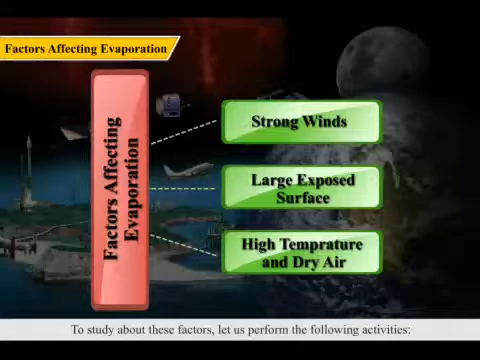 Factors Affecting Evaporation
Factors Affecting
Evaporation
Strong Winds
Large Exposed
Surface
High Temprature
and Dry Air
To study about these factors, let us perform the following activities: